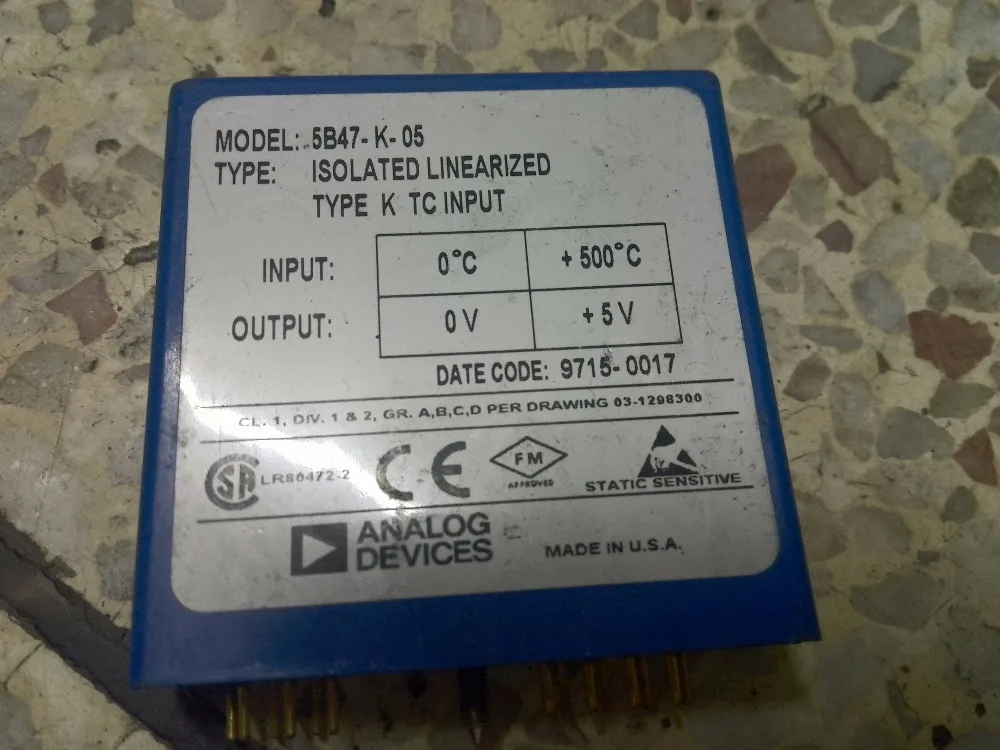 MODEL: 5B47-K-05
TYPE: ISOLATED LINEARIZED
TYPE K TC INPUT
INPUT: 0°C +500°C
OUTPUT: 0V +5V
DATE CODE: 9715-0017
CL. 1, DIV. 1 & 2, GR. A,B,C,D PER DRAWING 03-1298300
CSA LR80472-2 CE FM APPROVED STATIC SENSITIVE
ANALOG DEVICES MADE IN U.S.A.